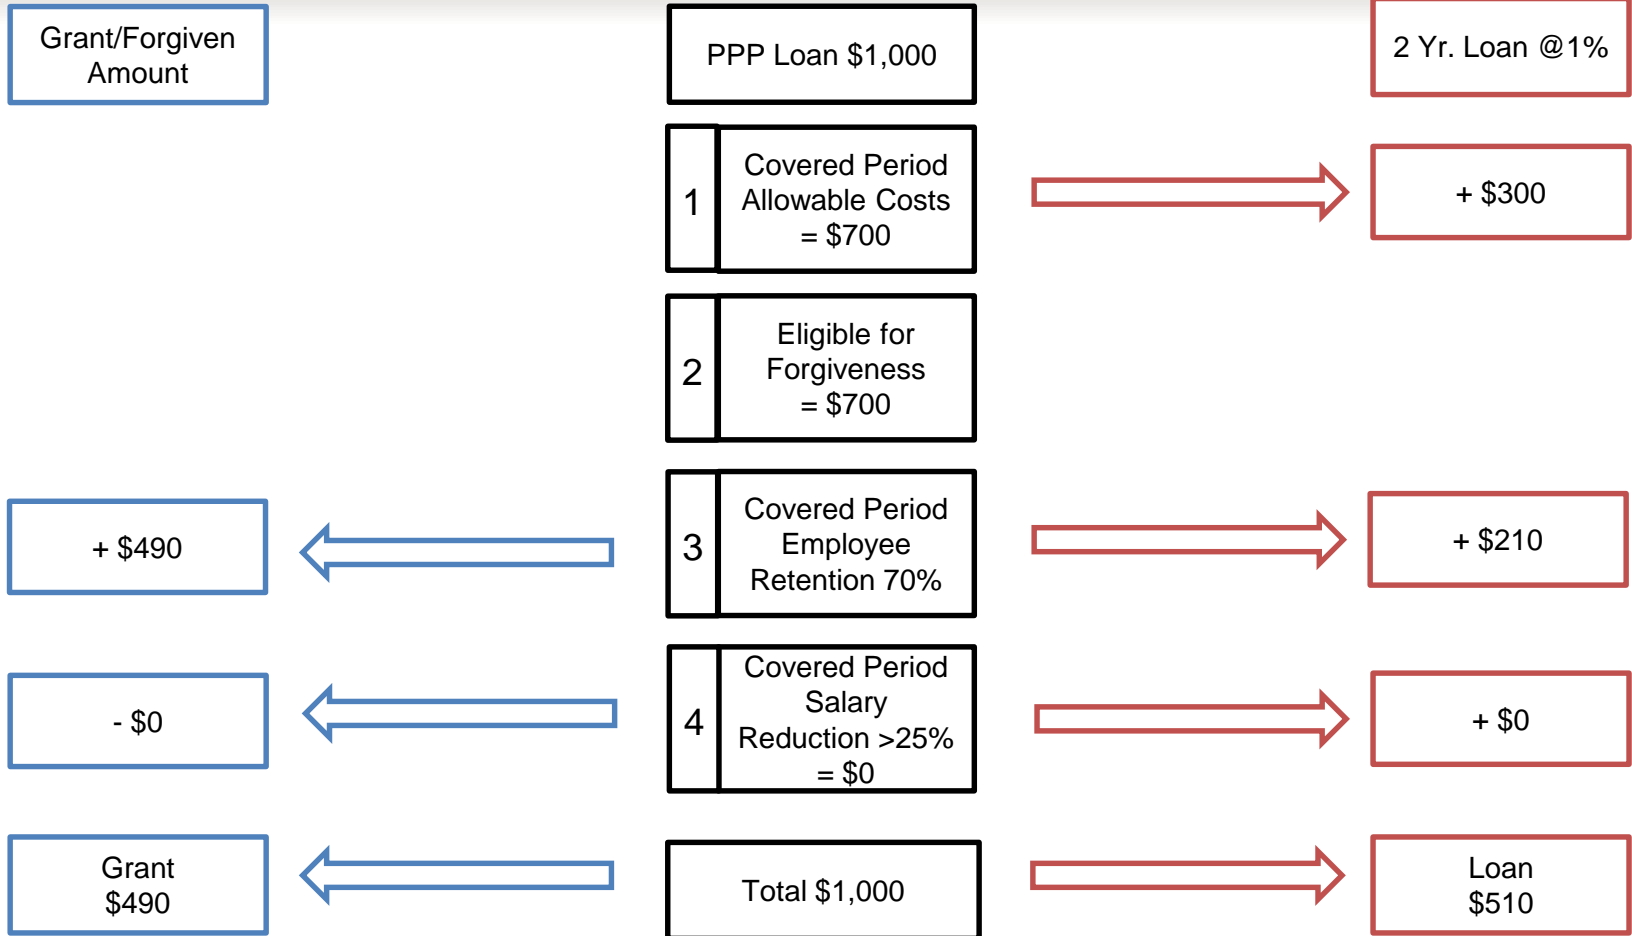 Grant/Forgiven
Amount
PPP Loan $1,000
2 Yr. Loan @1%
1
Covered Period
Allowable Costs
= $700
+ $300
2
Eligible for
Forgiveness
= $700
+ $490
3
Covered Period
Employee
Retention 70%
+ $210
- $0
4
Covered Period
Salary
Reduction >25%
= $0
+ $0
Grant
$490
Total $1,000
Loan
$510